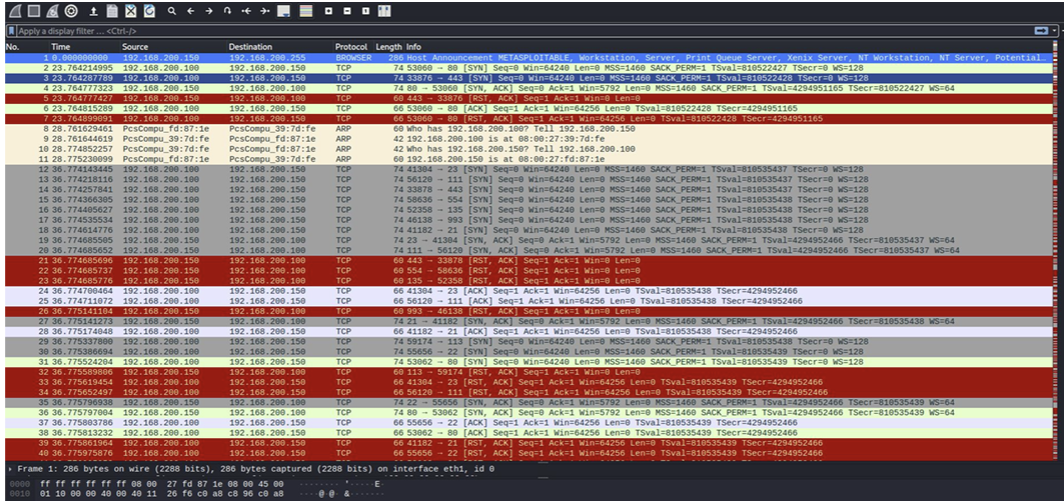 Apply a display filter ... <Ctrl-/>
No. Time Source Destination Protocol Length Info
1 0.000000000 192.168.200.150 192.168.200.255 BROWSER 286 Host Announcement METASPLOITABLE, Workstation, Server, Print Queue Server, Xenix Server, NT Workstation, NT Server, Potential…
2 23.764214995 192.168.200.100 192.168.200.150 TCP 74 53060 → 80 [SYN] Seq=0 Win=64240 Len=0 MSS=1460 SACK_PERM=1 TSval=810522427 TSecr=0 WS=128
3 23.764287789 192.168.200.100 192.168.200.150 TCP 74 33876 → 443 [SYN] Seq=0 Win=64240 Len=0 MSS=1460 SACK_PERM=1 TSval=810522428 TSecr=0 WS=128
4 23.764777323 192.168.200.150 192.168.200.100 TCP 74 80 → 53060 [SYN, ACK] Seq=0 Ack=1 Win=5792 Len=0 MSS=1460 SACK_PERM=1 TSval=4294951165 TSecr=810522427 WS=64
5 23.764777427 192.168.200.150 192.168.200.100 TCP 60 443 → 33876 [RST, ACK] Seq=1 Ack=1 Win=0 Len=0
6 23.764815289 192.168.200.100 192.168.200.150 TCP 66 53060 → 80 [ACK] Seq=1 Ack=1 Win=64256 Len=0 TSval=810522428 TSecr=4294951165
7 23.764899091 192.168.200.100 192.168.200.150 TCP 66 53060 → 80 [RST, ACK] Seq=1 Ack=1 Win=64256 Len=0 TSval=810522428 TSecr=4294951165
8 28.761629461 PcsCompu_fd:87:1e PcsCompu_39:7d:fe ARP 60 Who has 192.168.200.100? Tell 192.168.200.150
9 28.761644619 PcsCompu_39:7d:fe PcsCompu_fd:87:1e ARP 42 192.168.200.100 is at 08:00:27:39:7d:fe
10 28.774852257 PcsCompu_39:7d:fe PcsCompu_fd:87:1e ARP 42 Who has 192.168.200.150? Tell 192.168.200.100
11 28.775230099 PcsCompu_fd:87:1e PcsCompu_39:7d:fe ARP 60 192.168.200.150 is at 08:00:27:fd:87:1e
12 36.774143445 192.168.200.100 192.168.200.150 TCP 74 41304 → 23 [SYN] Seq=0 Win=64240 Len=0 MSS=1460 SACK_PERM=1 TSval=810535437 TSecr=0 WS=128
13 36.774218116 192.168.200.100 192.168.200.150 TCP 74 56120 → 111 [SYN] Seq=0 Win=64240 Len=0 MSS=1460 SACK_PERM=1 TSval=810535437 TSecr=0 WS=128
14 36.774257841 192.168.200.100 192.168.200.150 TCP 74 33878 → 443 [SYN] Seq=0 Win=64240 Len=0 MSS=1460 SACK_PERM=1 TSval=810535437 TSecr=0 WS=128
15 36.774366305 192.168.200.100 192.168.200.150 TCP 74 58636 → 554 [SYN] Seq=0 Win=64240 Len=0 MSS=1460 SACK_PERM=1 TSval=810535438 TSecr=0 WS=128
16 36.774405627 192.168.200.100 192.168.200.150 TCP 74 52358 → 135 [SYN] Seq=0 Win=64240 Len=0 MSS=1460 SACK_PERM=1 TSval=810535438 TSecr=0 WS=128
17 36.774535534 192.168.200.100 192.168.200.150 TCP 74 46138 → 993 [SYN] Seq=0 Win=64240 Len=0 MSS=1460 SACK_PERM=1 TSval=810535438 TSecr=0 WS=128
18 36.774614776 192.168.200.100 192.168.200.150 TCP 74 41182 → 21 [SYN] Seq=0 Win=64240 Len=0 MSS=1460 SACK_PERM=1 TSval=810535438 TSecr=0 WS=128
19 36.774685505 192.168.200.150 192.168.200.100 TCP 74 23 → 41304 [SYN, ACK] Seq=0 Ack=1 Win=5792 Len=0 MSS=1460 SACK_PERM=1 TSval=4294952466 TSecr=810535437 WS=64
20 36.774685652 192.168.200.150 192.168.200.100 TCP 74 111 → 56120 [SYN, ACK] Seq=0 Ack=1 Win=5792 Len=0 MSS=1460 SACK_PERM=1 TSval=4294952466 TSecr=810535437 WS=64
21 36.774685696 192.168.200.150 192.168.200.100 TCP 60 443 → 33878 [RST, ACK] Seq=1 Ack=1 Win=0 Len=0
22 36.774685737 192.168.200.150 192.168.200.100 TCP 60 554 → 58636 [RST, ACK] Seq=1 Ack=1 Win=0 Len=0
23 36.774685776 192.168.200.150 192.168.200.100 TCP 60 135 → 52358 [RST, ACK] Seq=1 Ack=1 Win=0 Len=0
24 36.774700464 192.168.200.100 192.168.200.150 TCP 66 41304 → 23 [ACK] Seq=1 Ack=1 Win=64256 Len=0 TSval=810535438 TSecr=4294952466
25 36.774711072 192.168.200.100 192.168.200.150 TCP 66 56120 → 111 [ACK] Seq=1 Ack=1 Win=64256 Len=0 TSval=810535438 TSecr=4294952466
26 36.775141104 192.168.200.150 192.168.200.100 TCP 60 993 → 46138 [RST, ACK] Seq=1 Ack=1 Win=0 Len=0
27 36.775141273 192.168.200.150 192.168.200.100 TCP 74 21 → 41182 [SYN, ACK] Seq=0 Ack=1 Win=5792 Len=0 MSS=1460 SACK_PERM=1 TSval=4294952466 TSecr=810535438 WS=64
28 36.775174048 192.168.200.100 192.168.200.150 TCP 66 41182 → 21 [ACK] Seq=1 Ack=1 Win=64256 Len=0 TSval=810535438 TSecr=4294952466
29 36.775337800 192.168.200.100 192.168.200.150 TCP 74 59174 → 113 [SYN] Seq=0 Win=64240 Len=0 MSS=1460 SACK_PERM=1 TSval=810535438 TSecr=0 WS=128
30 36.775386694 192.168.200.100 192.168.200.150 TCP 74 55656 → 22 [SYN] Seq=0 Win=64240 Len=0 MSS=1460 SACK_PERM=1 TSval=810535439 TSecr=0 WS=128
31 36.775524204 192.168.200.100 192.168.200.150 TCP 74 53062 → 80 [SYN] Seq=0 Win=64240 Len=0 MSS=1460 SACK_PERM=1 TSval=810535439 TSecr=0 WS=128
32 36.775589806 192.168.200.150 192.168.200.100 TCP 60 113 → 59174 [RST, ACK] Seq=1 Ack=1 Win=0 Len=0
33 36.775619454 192.168.200.100 192.168.200.150 TCP 66 41304 → 23 [RST, ACK] Seq=1 Ack=1 Win=64256 Len=0 TSval=810535439 TSecr=4294952466
34 36.775652497 192.168.200.100 192.168.200.150 TCP 66 56120 → 111 [RST, ACK] Seq=1 Ack=1 Win=64256 Len=0 TSval=810535439 TSecr=4294952466
35 36.775796938 192.168.200.150 192.168.200.100 TCP 74 22 → 55656 [SYN, ACK] Seq=0 Ack=1 Win=5792 Len=0 MSS=1460 SACK_PERM=1 TSval=4294952466 TSecr=810535439 WS=64
36 36.775797004 192.168.200.150 192.168.200.100 TCP 74 80 → 53062 [SYN, ACK] Seq=0 Ack=1 Win=5792 Len=0 MSS=1460 SACK_PERM=1 TSval=4294952466 TSecr=810535439 WS=64
37 36.775803786 192.168.200.100 192.168.200.150 TCP 66 55656 → 22 [ACK] Seq=1 Ack=1 Win=64256 Len=0 TSval=810535439 TSecr=4294952466
38 36.775813232 192.168.200.100 192.168.200.150 TCP 66 53062 → 80 [ACK] Seq=1 Ack=1 Win=64256 Len=0 TSval=810535439 TSecr=4294952466
39 36.775861964 192.168.200.100 192.168.200.150 TCP 66 41182 → 21 [RST, ACK] Seq=1 Ack=1 Win=64256 Len=0 TSval=810535439 TSecr=4294952466
40 36.775975876 192.168.200.100 192.168.200.150 TCP 66 55656 → 22 [RST, ACK] Seq=1 Ack=1 Win=64256 Len=0 TSval=810535439 TSecr=4294952466
Frame 1: 286 bytes on wire (2288 bits), 286 bytes captured (2288 bits) on interface eth1, id 0
0000 ff ff ff ff ff ff 08 00 27 fd 87 1e 08 00 45 00 ········ '·····E·
0010 01 10 00 00 40 00 40 11 26 f6 c0 a8 c8 96 c0 a8 ····@·@· &·······